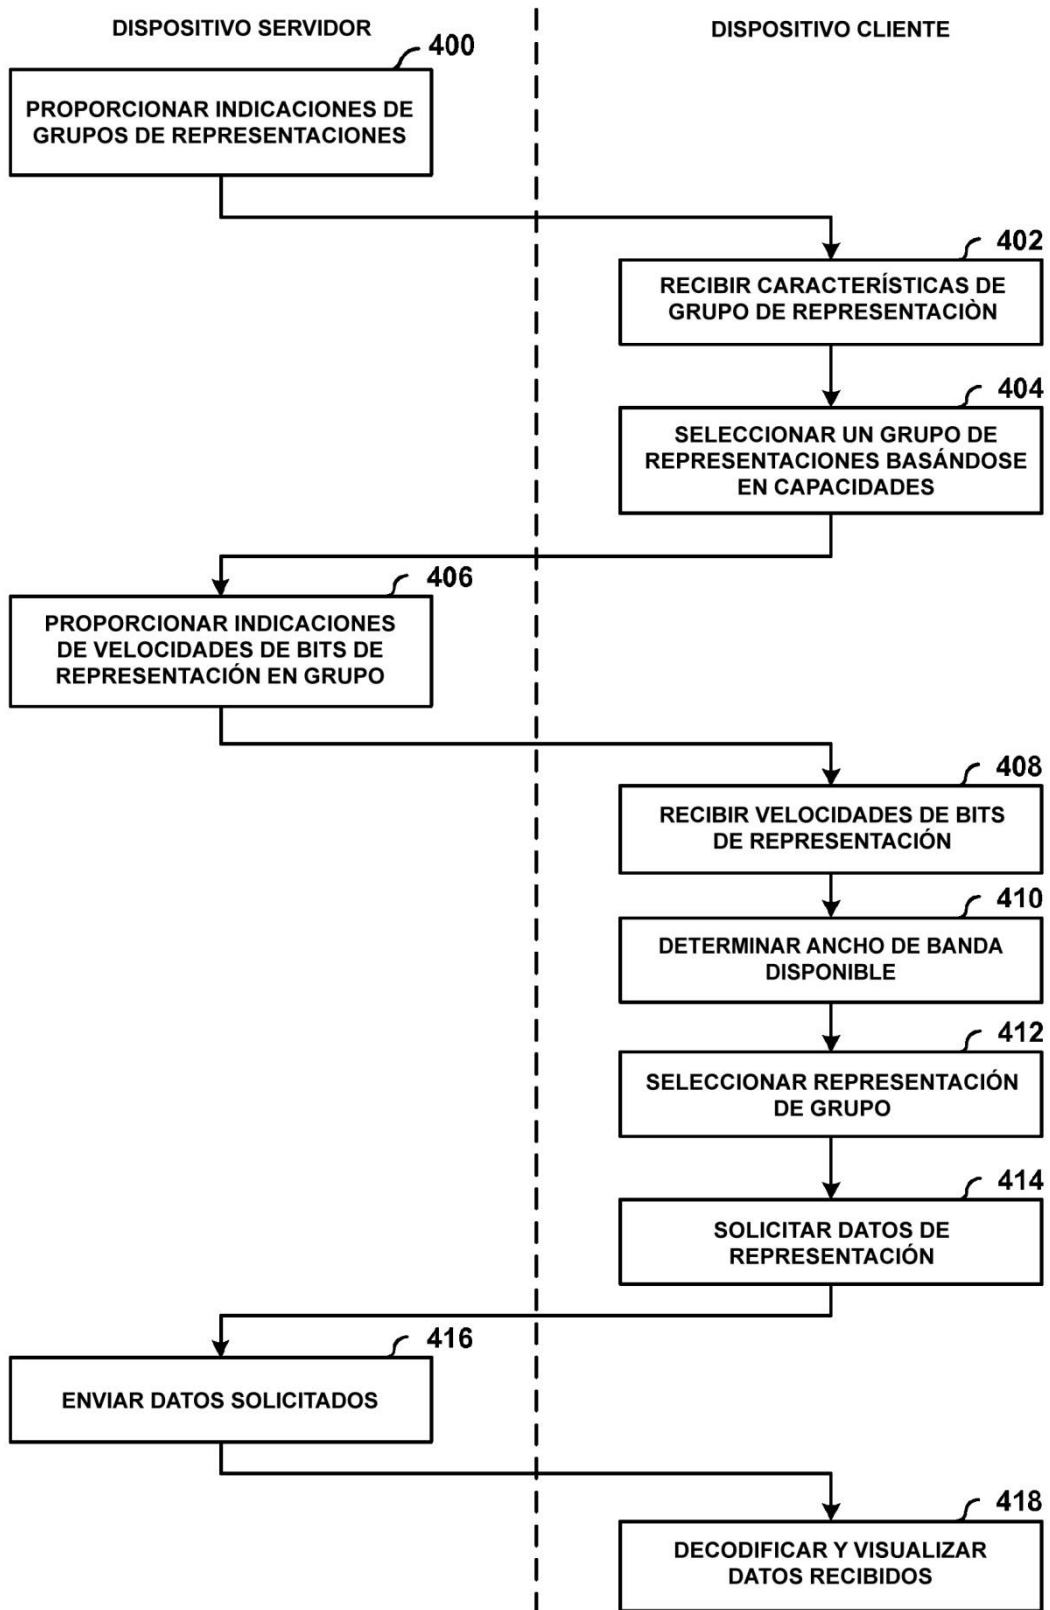 DISPOSITIVO SERVIDOR
DISPOSITIVO CLIENTE
400
PROPORCIONAR INDICACIONES DE
GRUPOS DE REPRESENTACIONES
402
RECIBIR CARACTERÍSTICAS DE
GRUPO DE REPRESENTACIÒN
404
SELECCIONAR UN GRUPO DE
REPRESENTACIONES BASÁNDOSE
EN CAPACIDADES
406
PROPORCIONAR INDICACIONES
DE VELOCIDADES DE BITS DE
REPRESENTACIÓN EN GRUPO
408
RECIBIR VELOCIDADES DE BITS
DE REPRESENTACIÓN
410
DETERMINAR ANCHO DE BANDA
DISPONIBLE
412
SELECCIONAR REPRESENTACIÓN
DE GRUPO
414
SOLICITAR DATOS DE
REPRESENTACIÓN
416
ENVIAR DATOS SOLICITADOS
418
DECODIFICAR Y VISUALIZAR
DATOS RECIBIDOS